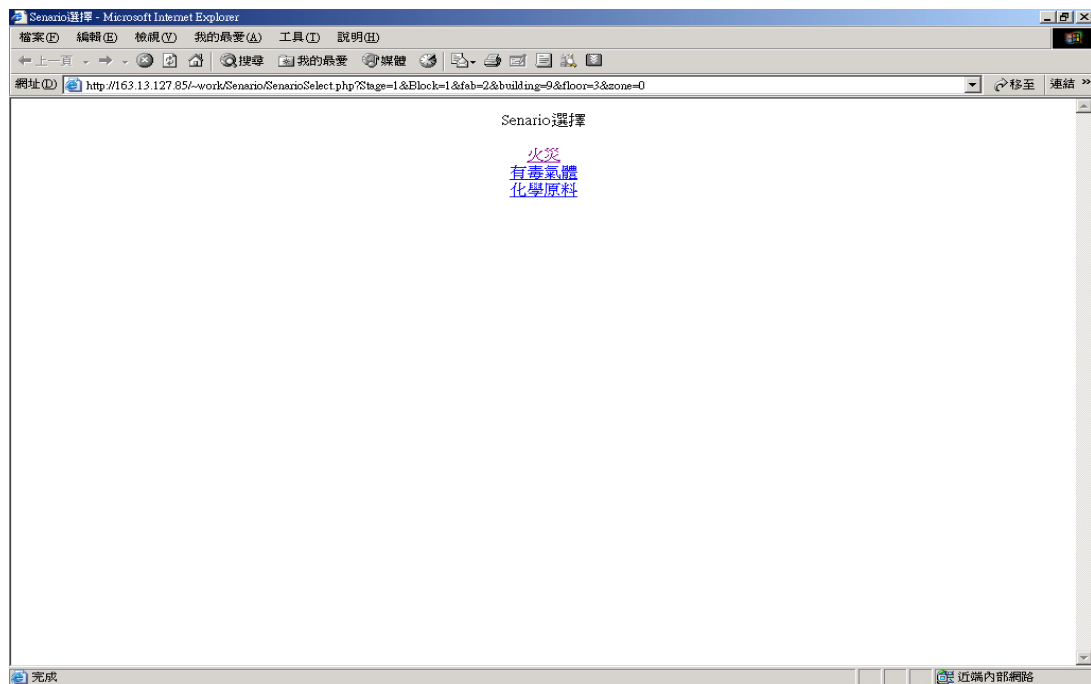 Senario選擇 - Microsoft Internet Explorer
檔案(F) 編輯(E) 檢視(V) 我的最愛(A) 工具(T) 說明(H)
上一頁 搜尋 我的最愛 媒體
網址(D) http://163.13.127.85/~work/Senario/SenarioSelect.php?Stage=1&Block=1&fab=2&building=9&floor=3&zone=0 移至 連結 »
Senario選擇
火災
有毒氣體
化學原料
完成 近端內部網路